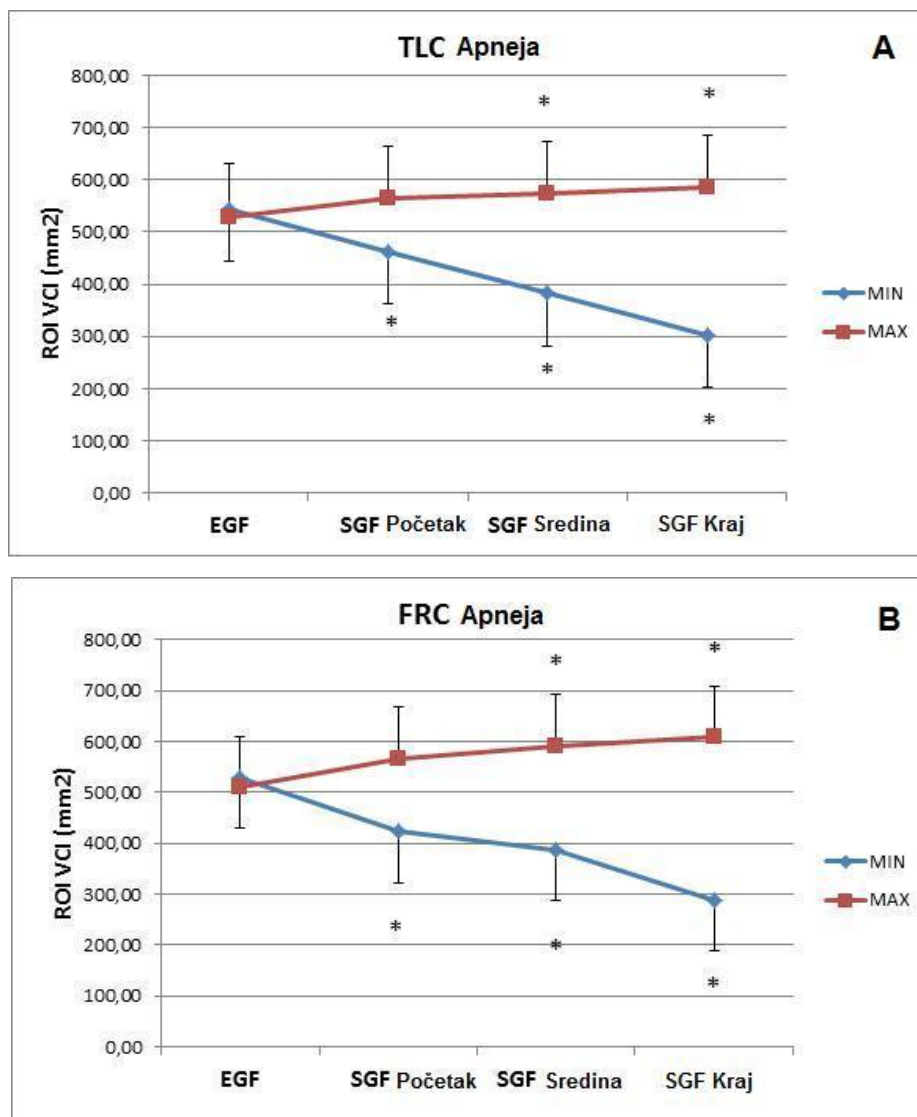 TLC Apneja
A
800,00
700,00
600,00
500,00
400,00
300,00
200,00
100,00
0,00
ROI VCI (mm2)
*
*
*
*
*
MIN
MAX
EGF
SGF Početak
SGF Sredina
SGF Kraj
FRC Apneja
B
800,00
700,00
600,00
500,00
400,00
300,00
200,00
100,00
0,00
ROI VCI (mm2)
*
*
*
*
*
MIN
MAX
EGF
SGF Početak
SGF Sredina
SGF Kraj